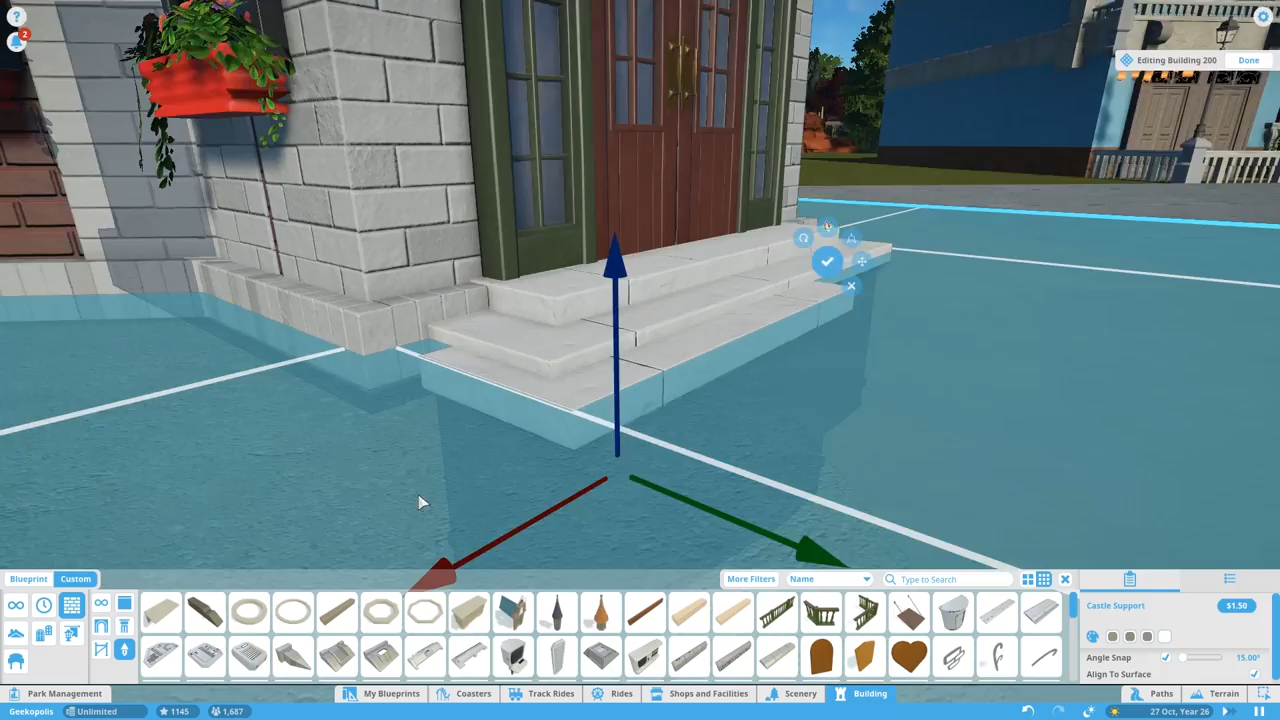 ?
2
Editing Building 200 Done
Blueprint Custom
More Filters Name Type to Search
Castle Support $1.50
Angle Snap 15.00°
Align To Surface
Park Management My Blueprints Coasters Track Rides Rides Shops and Facilities Scenery Building Paths Terrain
Geekopolis Unlimited 1145 1,687 27 Oct, Year 26